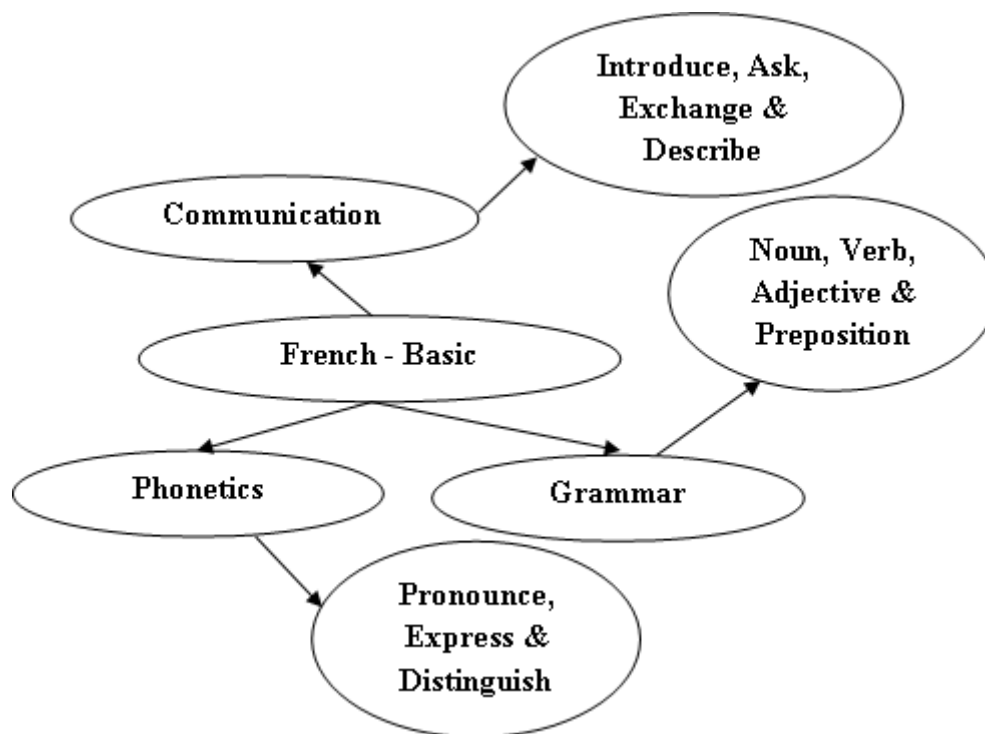 Introduce, Ask,
Exchange &
Describe
Communication
Noun, Verb,
Adjective &
Preposition
French - Basic
Phonetics
Grammar
Pronounce,
Express &
Distinguish